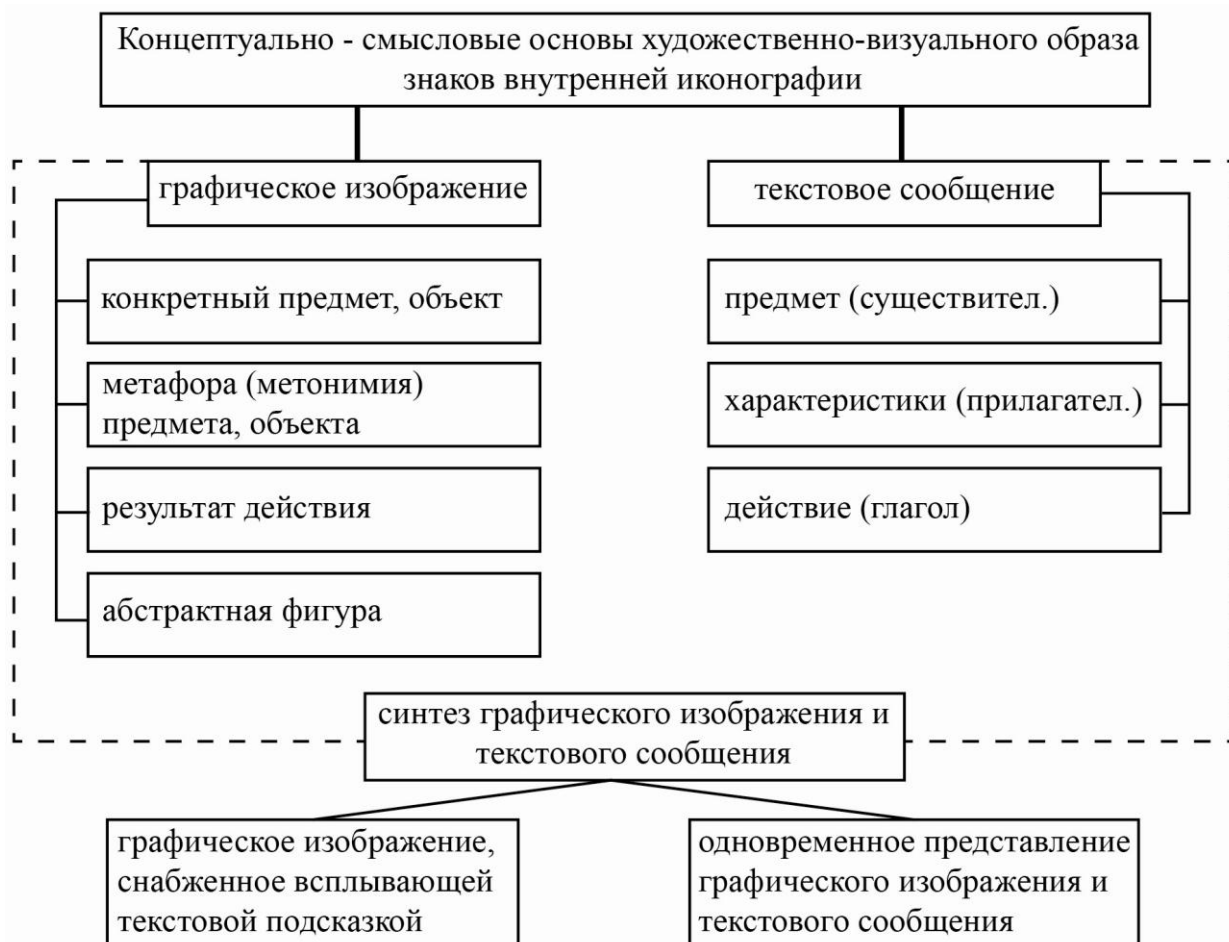 Концептуально - смысловые основы художественно-визуального образа
знаков внутренней иконографии
графическое изображение
конкретный предмет, объект
метафора (метонимия)
предмета, объекта
результат действия
абстрактная фигура
текстовое сообщение
предмет (существител.)
характеристики (прилагател.)
действие (глагол)
синтез графического изображения и
текстового сообщения
графическое изображение,
снабженное всплывающей
текстовой подсказкой
одновременное представление
графического изображения и
текстового сообщения